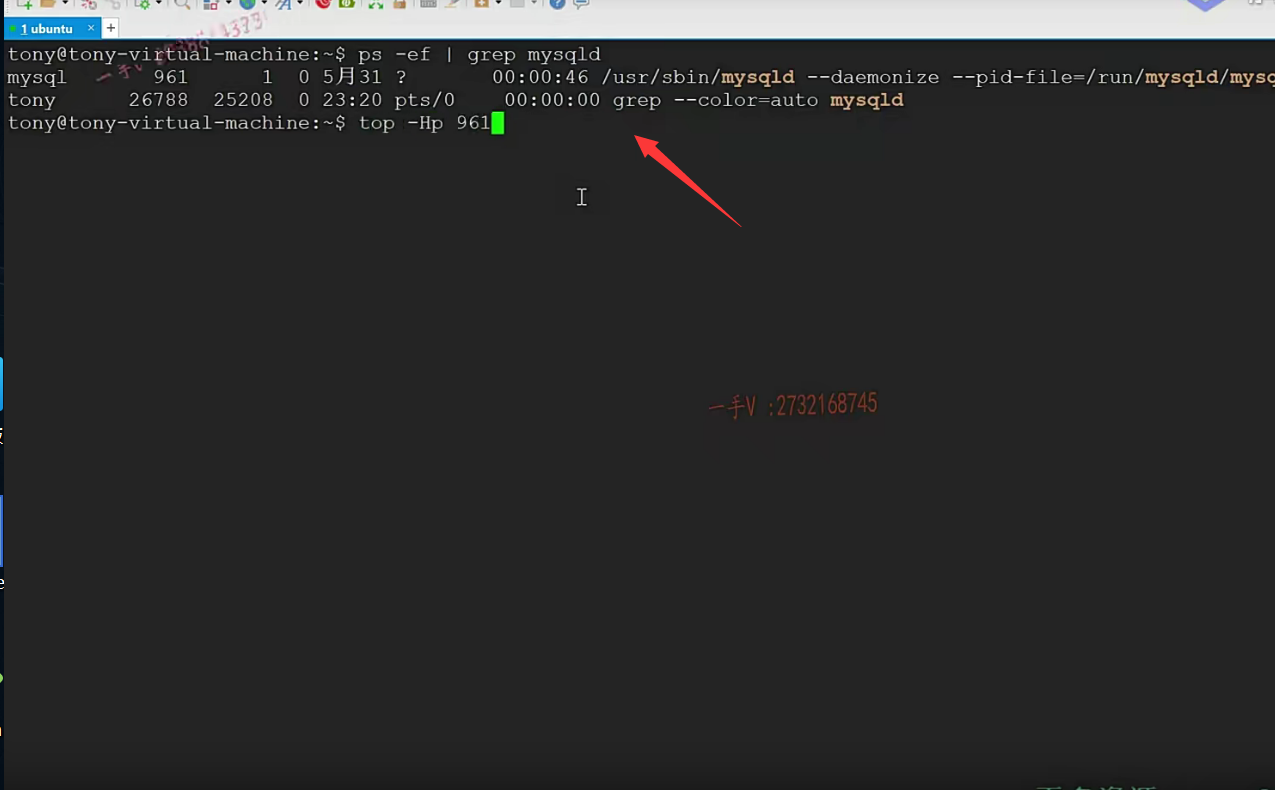 1 ubuntu × +
tony@tony-virtual-machine:~$ ps -ef | grep mysqld
mysql 961 1 0 5月31 ? 00:00:46 /usr/sbin/mysqld --daemonize --pid-file=/run/mysqld/mysq
tony 26788 25208 0 23:20 pts/0 00:00:00 grep --color=auto mysqld
tony@tony-virtual-machine:~$ top -Hp 961
一手V :2732168745